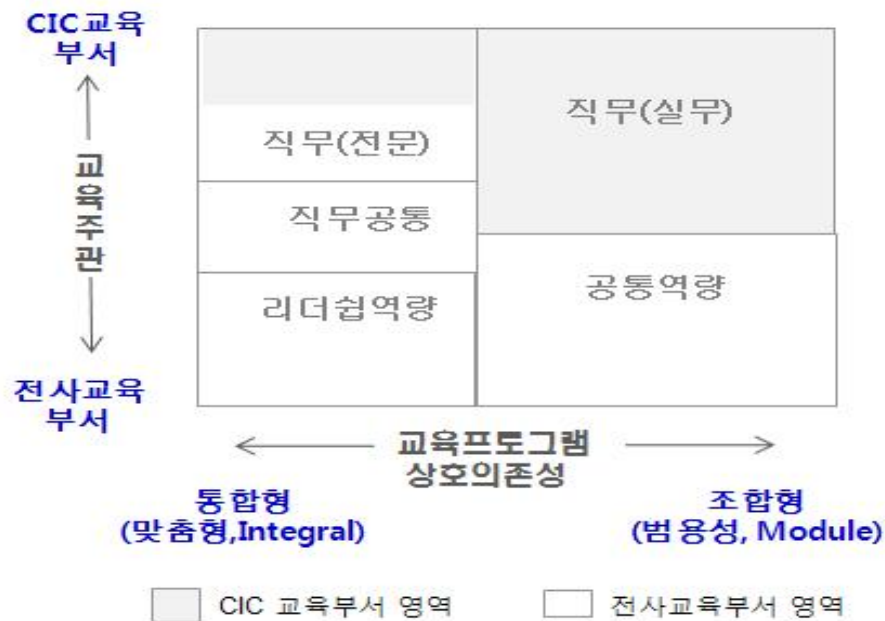 CIC교육
부서
직무(실무)
직무(전문)
교육주관
직무공통
리더쉽역량
공통역량
전사교육
부서
교육프로그램
상호의존성
통합형
(맞춤형,Integral)
조합형
(범용성, Module)
CIC 교육부서 영역
전사교육부서 영역